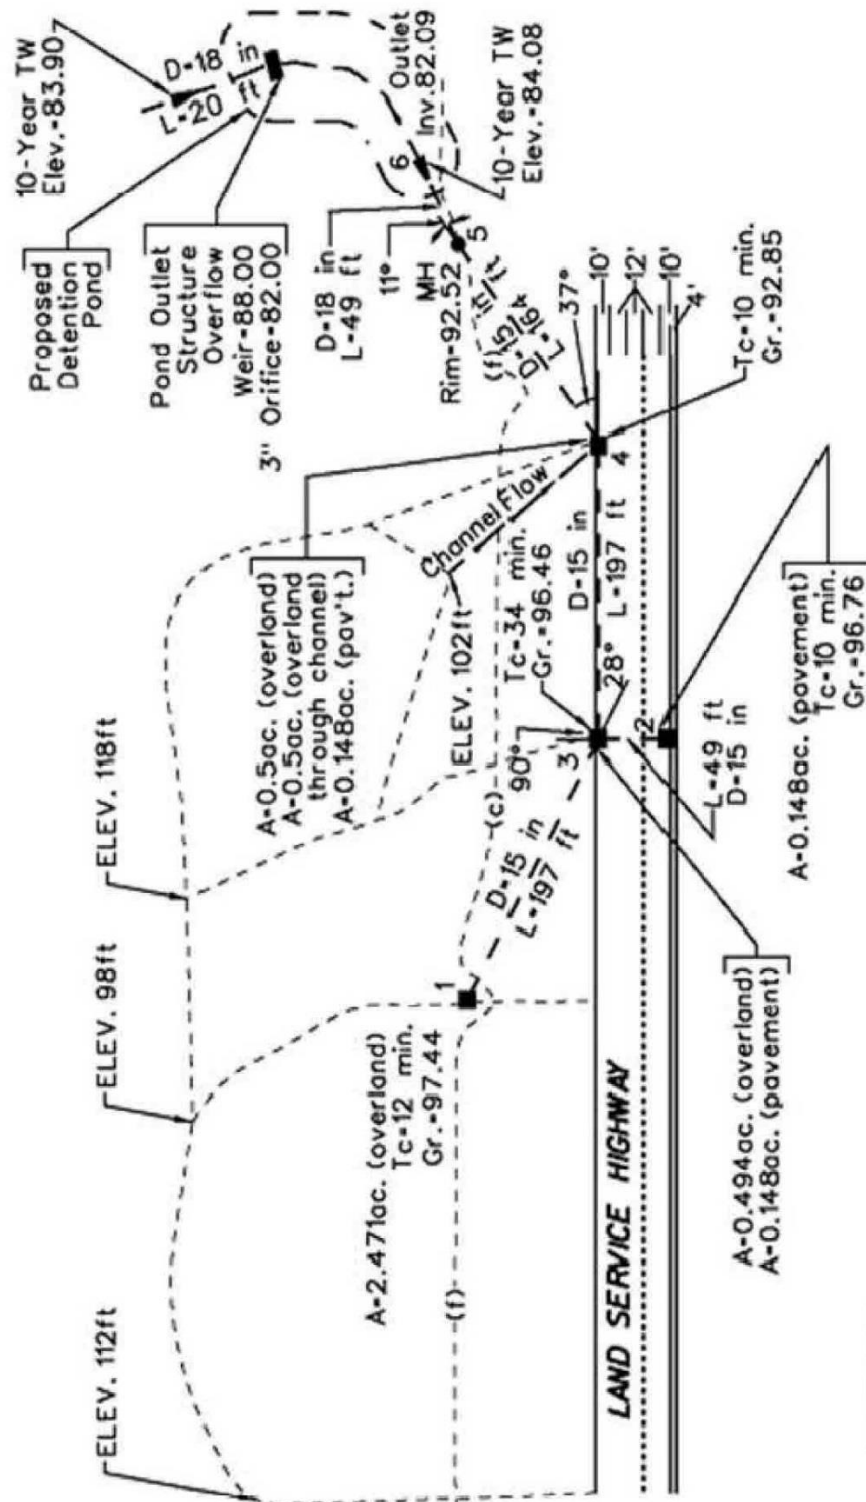 10-Year TW
Elev.=83.90
D=18 in
L=20 ft
Outlet
Inv.82.09
10-Year TW
Elev.=84.08
6
Proposed
Detention
Pond
Pond Outlet
Structure
Overflow
Weir=88.00
3" Orifice=82.00
D=18 in
L=49 ft
11°
MH
Rim=92.52
5
(f)
D=15 in
L=164 ft
37°
10'
12'
10'
4'
Tc=10 min.
Gr.=92.85
ELEV. 118ft
A=0.5ac. (overland)
A=0.5ac. (overland
through channel)
A=0.148ac. (pav't.)
ELEV. 102ft
Channel Flow
4
Tc=34 min.
Gr.=96.46
D=15 in
L=197 ft
28°
90°
3
2
(c)
L=49 ft
D=15 in
A=0.148ac. (pavement)
Tc=10 min.
Gr.=96.76
ELEV. 98ft
D=15 in
L=197 ft
1
A=2.471ac. (overland)
Tc=12 min.
Gr.=97.44
(f)
A=0.494ac. (overland)
A=0.148ac. (pavement)
ELEV. 112ft
LAND SERVICE HIGHWAY